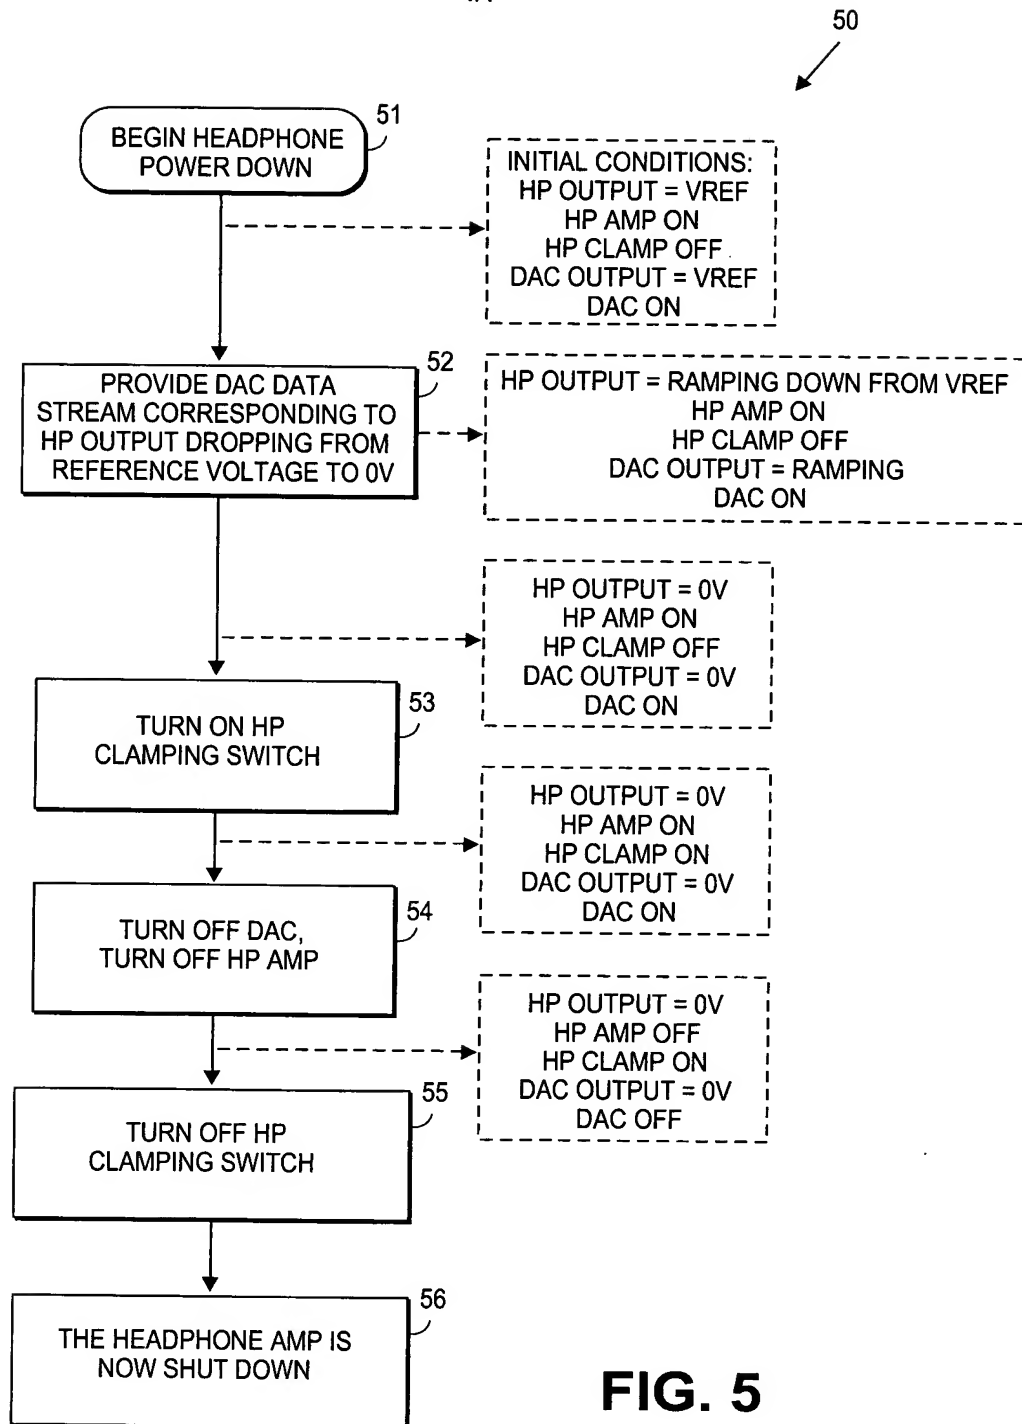 50
51
BEGIN HEADPHONE
POWER DOWN
INITIAL CONDITIONS:
HP OUTPUT = VREF
HP AMP ON
HP CLAMP OFF
DAC OUTPUT = VREF
DAC ON
52
PROVIDE DAC DATA
STREAM CORRESPONDING TO
HP OUTPUT DROPPING FROM
REFERENCE VOLTAGE TO 0V
HP OUTPUT = RAMPING DOWN FROM VREF
HP AMP ON
HP CLAMP OFF
DAC OUTPUT = RAMPING
DAC ON
HP OUTPUT = 0V
HP AMP ON
HP CLAMP OFF
DAC OUTPUT = 0V
DAC ON
53
TURN ON HP
CLAMPING SWITCH
HP OUTPUT = 0V
HP AMP ON
HP CLAMP ON
DAC OUTPUT = 0V
DAC ON
54
TURN OFF DAC,
TURN OFF HP AMP
HP OUTPUT = 0V
HP AMP OFF
HP CLAMP ON
DAC OUTPUT = 0V
DAC OFF
55
TURN OFF HP
CLAMPING SWITCH
56
THE HEADPHONE AMP IS
NOW SHUT DOWN
FIG. 5